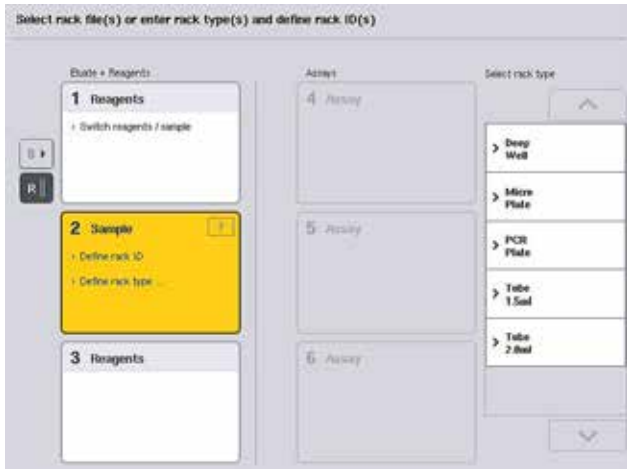 Select rack file(s) or enter rack type(s) and define rack ID(s)
Eluate + Reagents
Assays
Select rack type
1 Reagents
› Switch reagents / sample
S
R
2 Sample
?
› Define rack ID
› Define rack type ...
3 Reagents
4 Assay
5 Assay
6 Assay
> Deep
Well
> Micro
Plate
> PCR
Plate
> Tube
1.5ml
> Tube
2.0ml